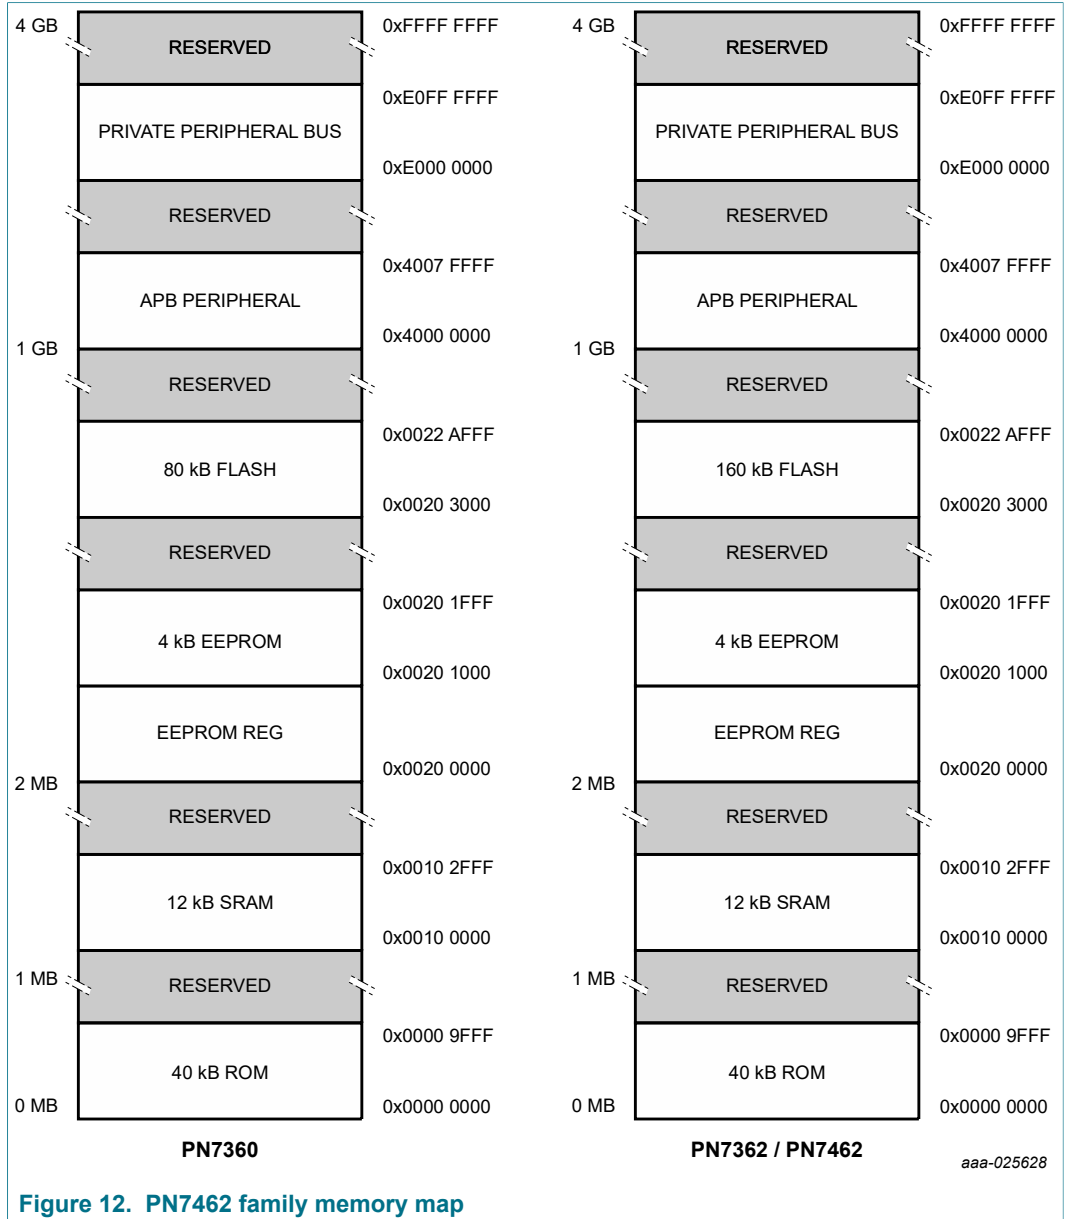 4 GB RESERVED 0xFFFF FFFF
0xE0FF FFFF
PRIVATE PERIPHERAL BUS
0xE000 0000
RESERVED
0x4007 FFFF
APB PERIPHERAL
0x4000 0000
1 GB
RESERVED
0x0022 AFFF
80 kB FLASH
0x0020 3000
RESERVED
0x0020 1FFF
4 kB EEPROM
0x0020 1000
EEPROM REG
0x0020 0000
2 MB
RESERVED
0x0010 2FFF
12 kB SRAM
0x0010 0000
1 MB RESERVED
0x0000 9FFF
40 kB ROM
0 MB 0x0000 0000
PN7360
4 GB RESERVED 0xFFFF FFFF
0xE0FF FFFF
PRIVATE PERIPHERAL BUS
0xE000 0000
RESERVED
0x4007 FFFF
APB PERIPHERAL
0x4000 0000
1 GB
RESERVED
0x0022 AFFF
160 kB FLASH
0x0020 3000
RESERVED
0x0020 1FFF
4 kB EEPROM
0x0020 1000
EEPROM REG
0x0020 0000
2 MB
RESERVED
0x0010 2FFF
12 kB SRAM
0x0010 0000
1 MB RESERVED
0x0000 9FFF
40 kB ROM
0 MB 0x0000 0000
PN7362 / PN7462
aaa-025628
Figure 12. PN7462 family memory map